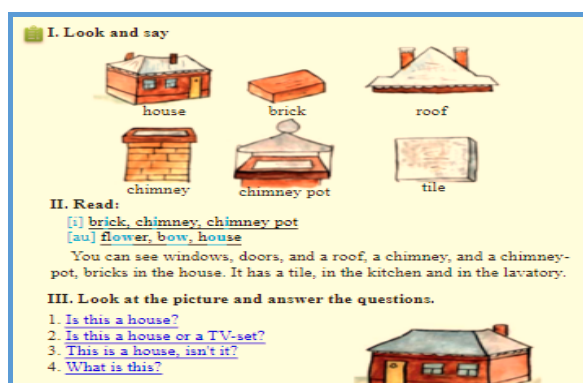 I. Look and say
house
brick
roof
chimney
chimney pot
tile
II. Read:
[i] brick, chimney, chimney pot
[au] flower, bow, house
You can see windows, doors, and a roof, a chimney, and a chimney-
pot, bricks in the house. It has a tile, in the kitchen and in the lavatory.
III. Look at the picture and answer the questions.
1. Is this a house?
2. Is this a house or a TV-set?
3. This is a house, isn't it?
4. What is this?